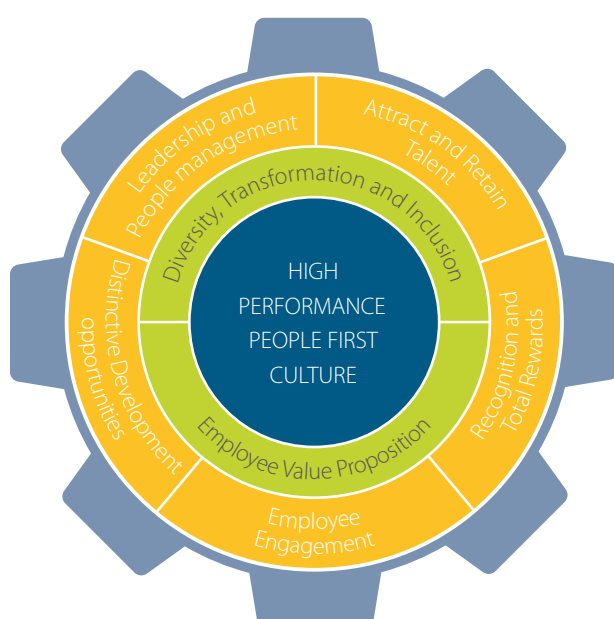 Leadership and
People management
Attract and Retain
Talent
Diversity, Transformation and Inclusion
HIGH
PERFORMANCE
PEOPLE FIRST
CULTURE
Distinctive Development
opportunities
Recognition and
Total Rewards
Employee Value Proposition
Employee
Engagement